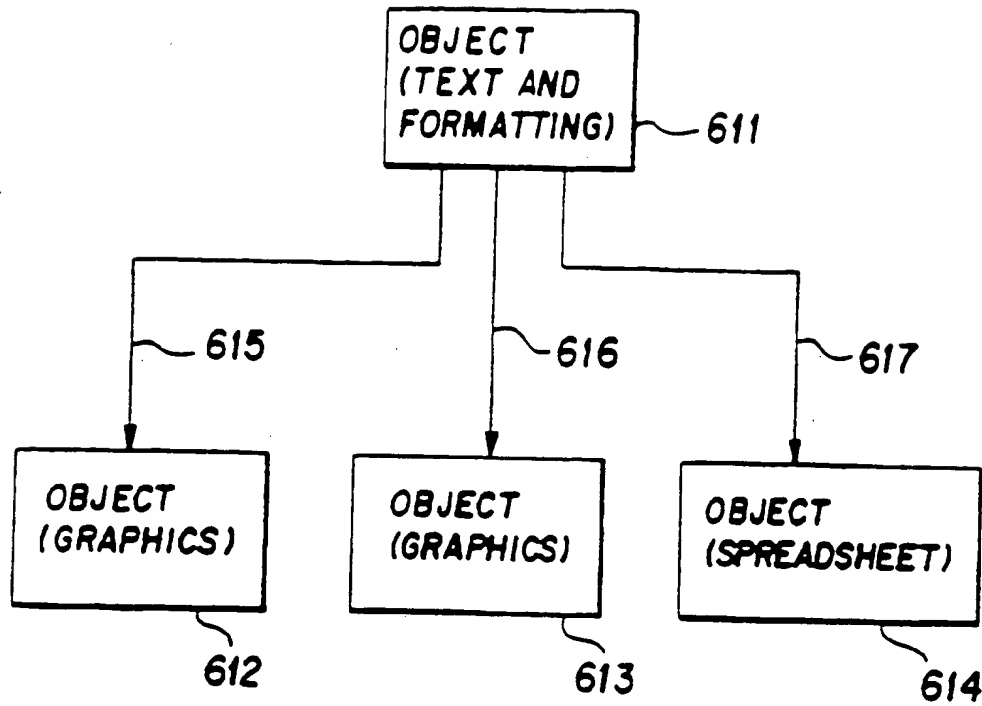 OBJECT
(TEXT AND
FORMATTING)
611
615
616
617
OBJECT
(GRAPHICS)
OBJECT
(GRAPHICS)
OBJECT
(SPREADSHEET)
612
613
614